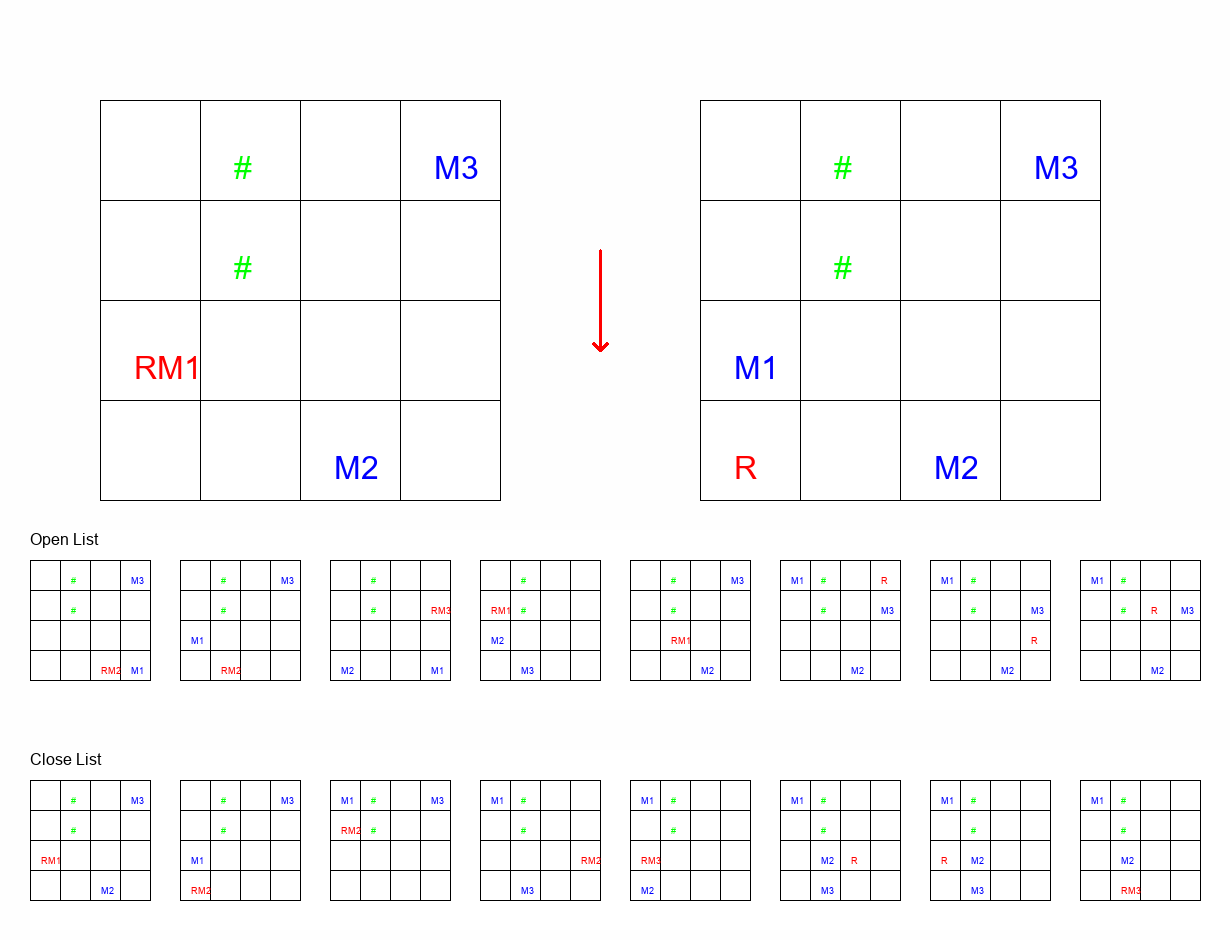 # M3 # M3
# #
RM1 M1
M2 R M2
Open List
# M3 # M3 # # # M3 M1 # R M1 # M1 #
# # # RM3 RM1 # # # M3 # M3 # R M3
M1 M2 RM1 R
RM2 M1 RM2 M2 M1 M3 M2 M2 M2 M2
Close List
# M3 # M3 M1 # M3 M1 # M1 # M1 # M1 # M1 #
# # RM2 # # # # # #
RM1 M1 RM2 RM3 M2 R R M2 M2
M2 RM2 M3 M2 M3 M3 RM3